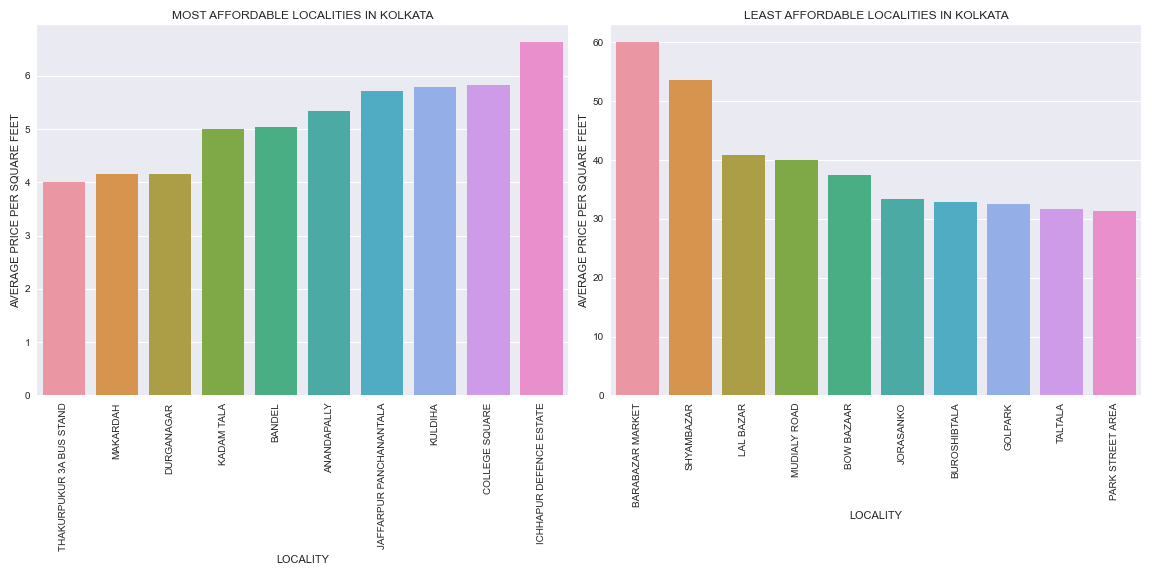 MOST AFFORDABLE LOCALITIES IN KOLKATA
AVERAGE PRICE PER SQUARE FEET
6
5
4
3
2
1
0
THAKURPUKUR 3A BUS STAND
MAKARDAH
DURGANAGAR
KADAM TALA
BANDEL
ANANDAPALLY
JAFFARPUR PANCHANANTALA
KULDIHA
COLLEGE SQUARE
ICHHAPUR DEFENCE ESTATE
LOCALITY
LEAST AFFORDABLE LOCALITIES IN KOLKATA
AVERAGE PRICE PER SQUARE FEET
60
50
40
30
20
10
0
BARABAZAR MARKET
SHYAMBAZAR
LAL BAZAR
MUDIALY ROAD
BOW BAZAAR
JORASANKO
BUROSHIBTALA
GOLPARK
TALTALA
PARK STREET AREA
LOCALITY